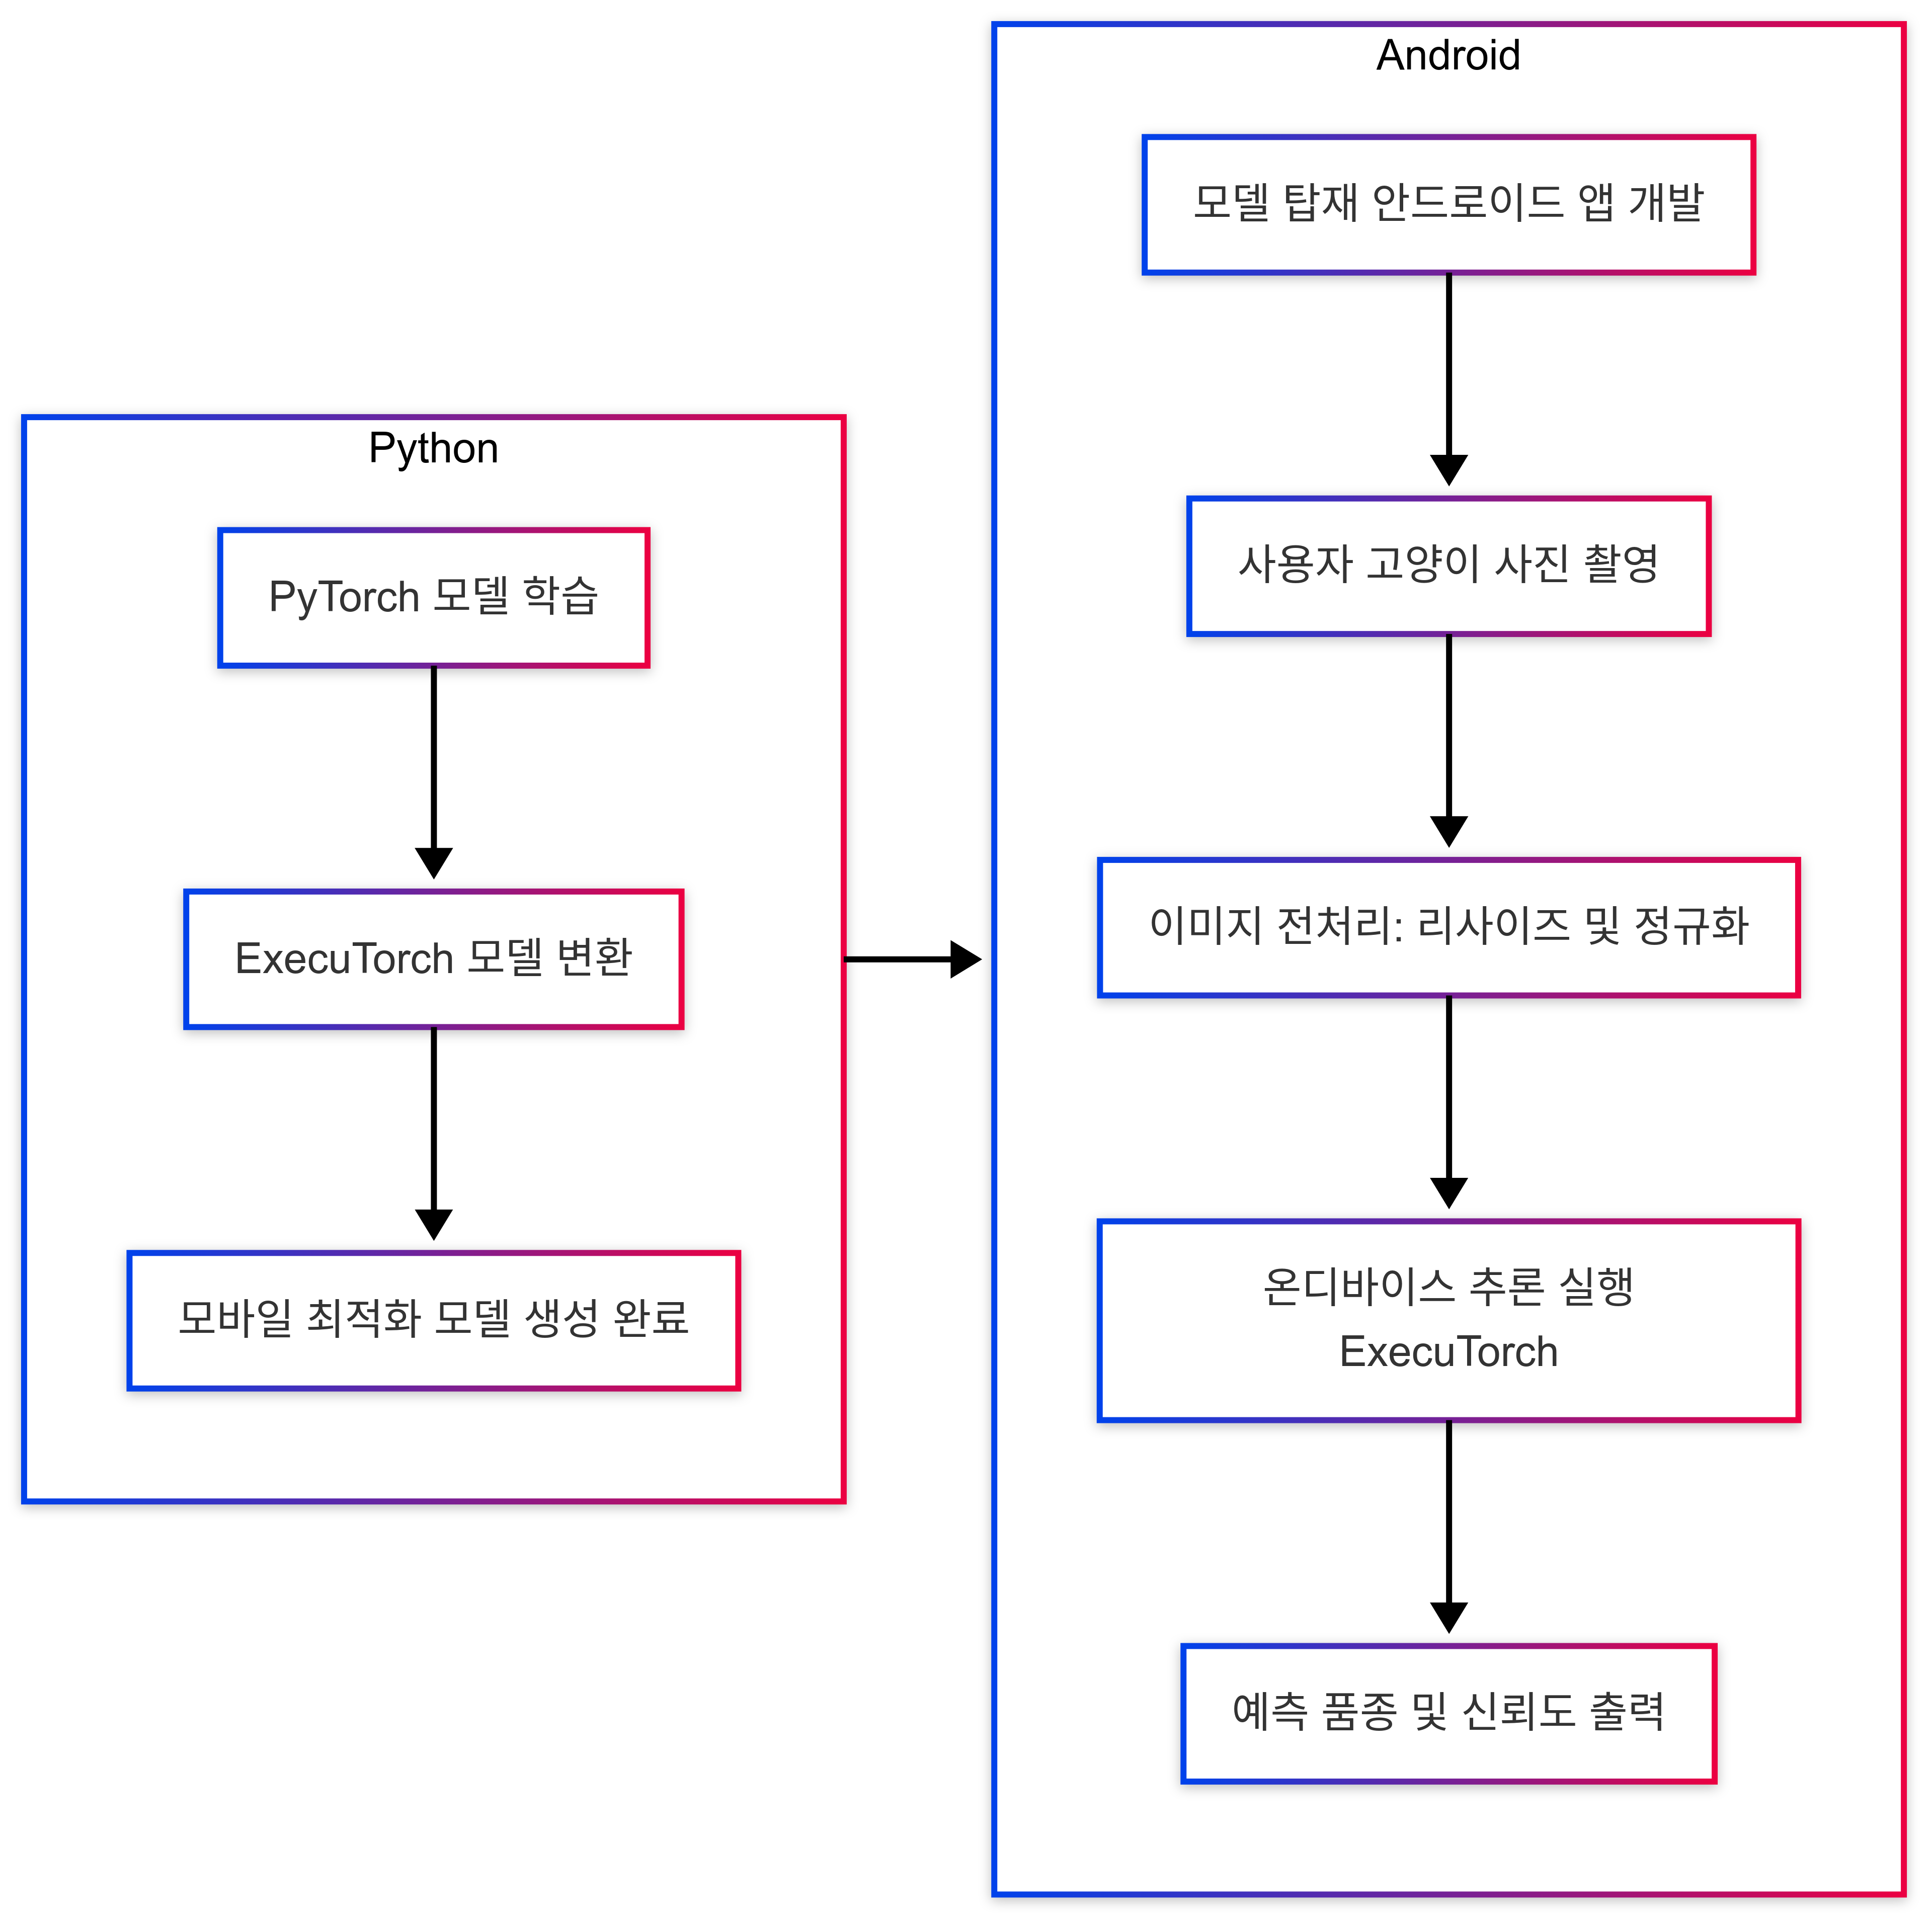 Python
PyTorch 모델 학습
ExecuTorch 모델 변환
모바일 최적화 모델 생성 완료
Android
모델 탑재 안드로이드 앱 개발
사용자 고양이 사진 촬영
이미지 전처리: 리사이즈 및 정규화
온디바이스 추론 실행
ExecuTorch
예측 품종 및 신뢰도 출력